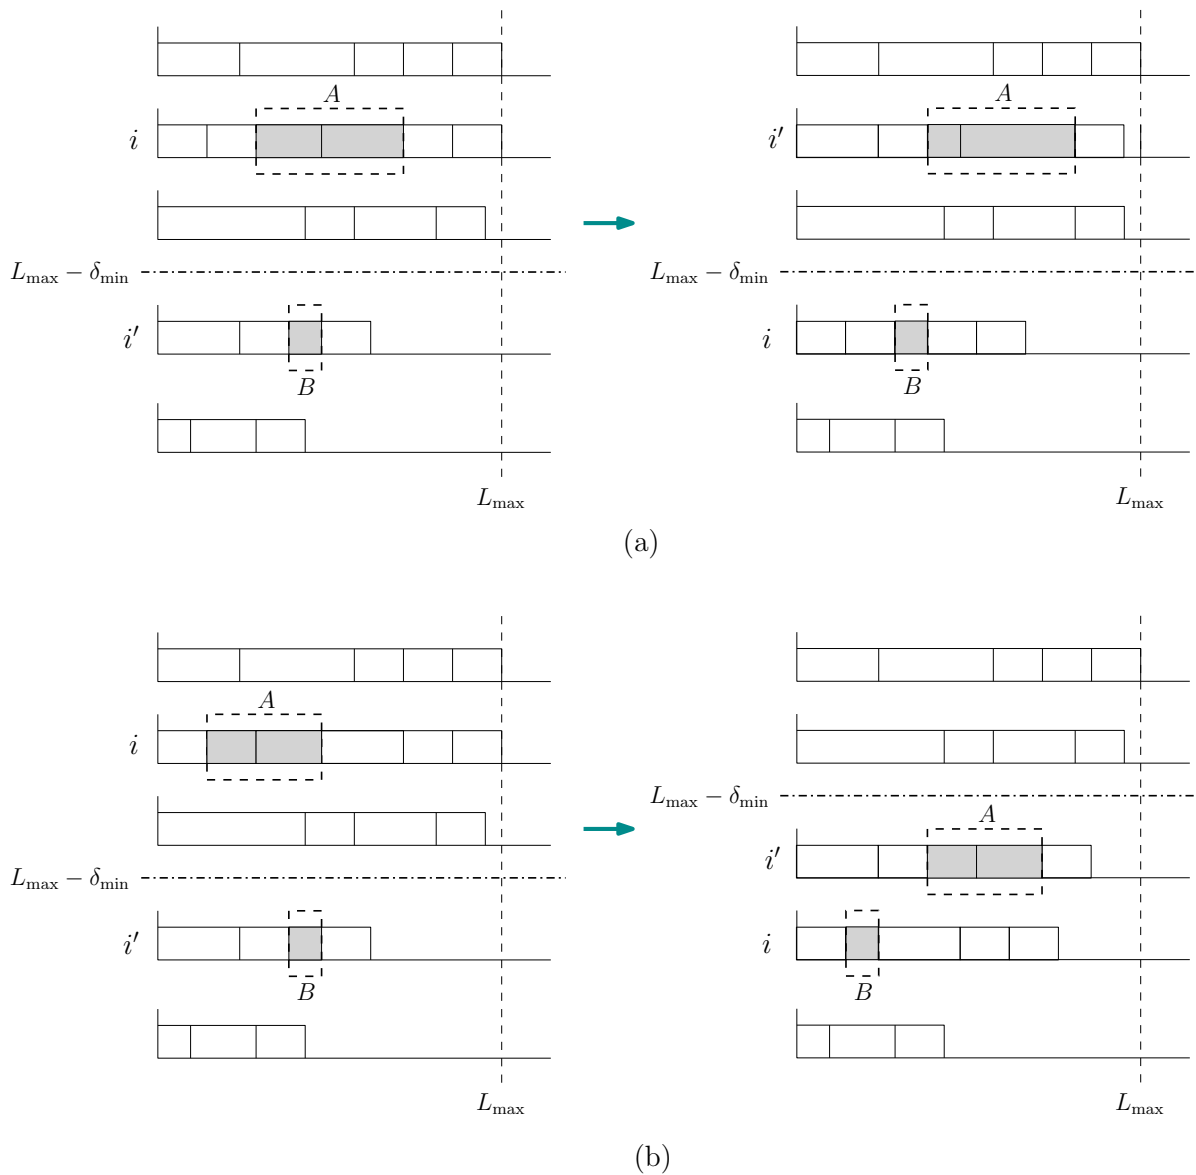 A A
i i′
L_max − δ_min L_max − δ_min
i′ i
B B
L_max L_max
(a)
A
i
L_max − δ_min A
L_max − δ_min i′
i′ i
B B
L_max L_max
(b)